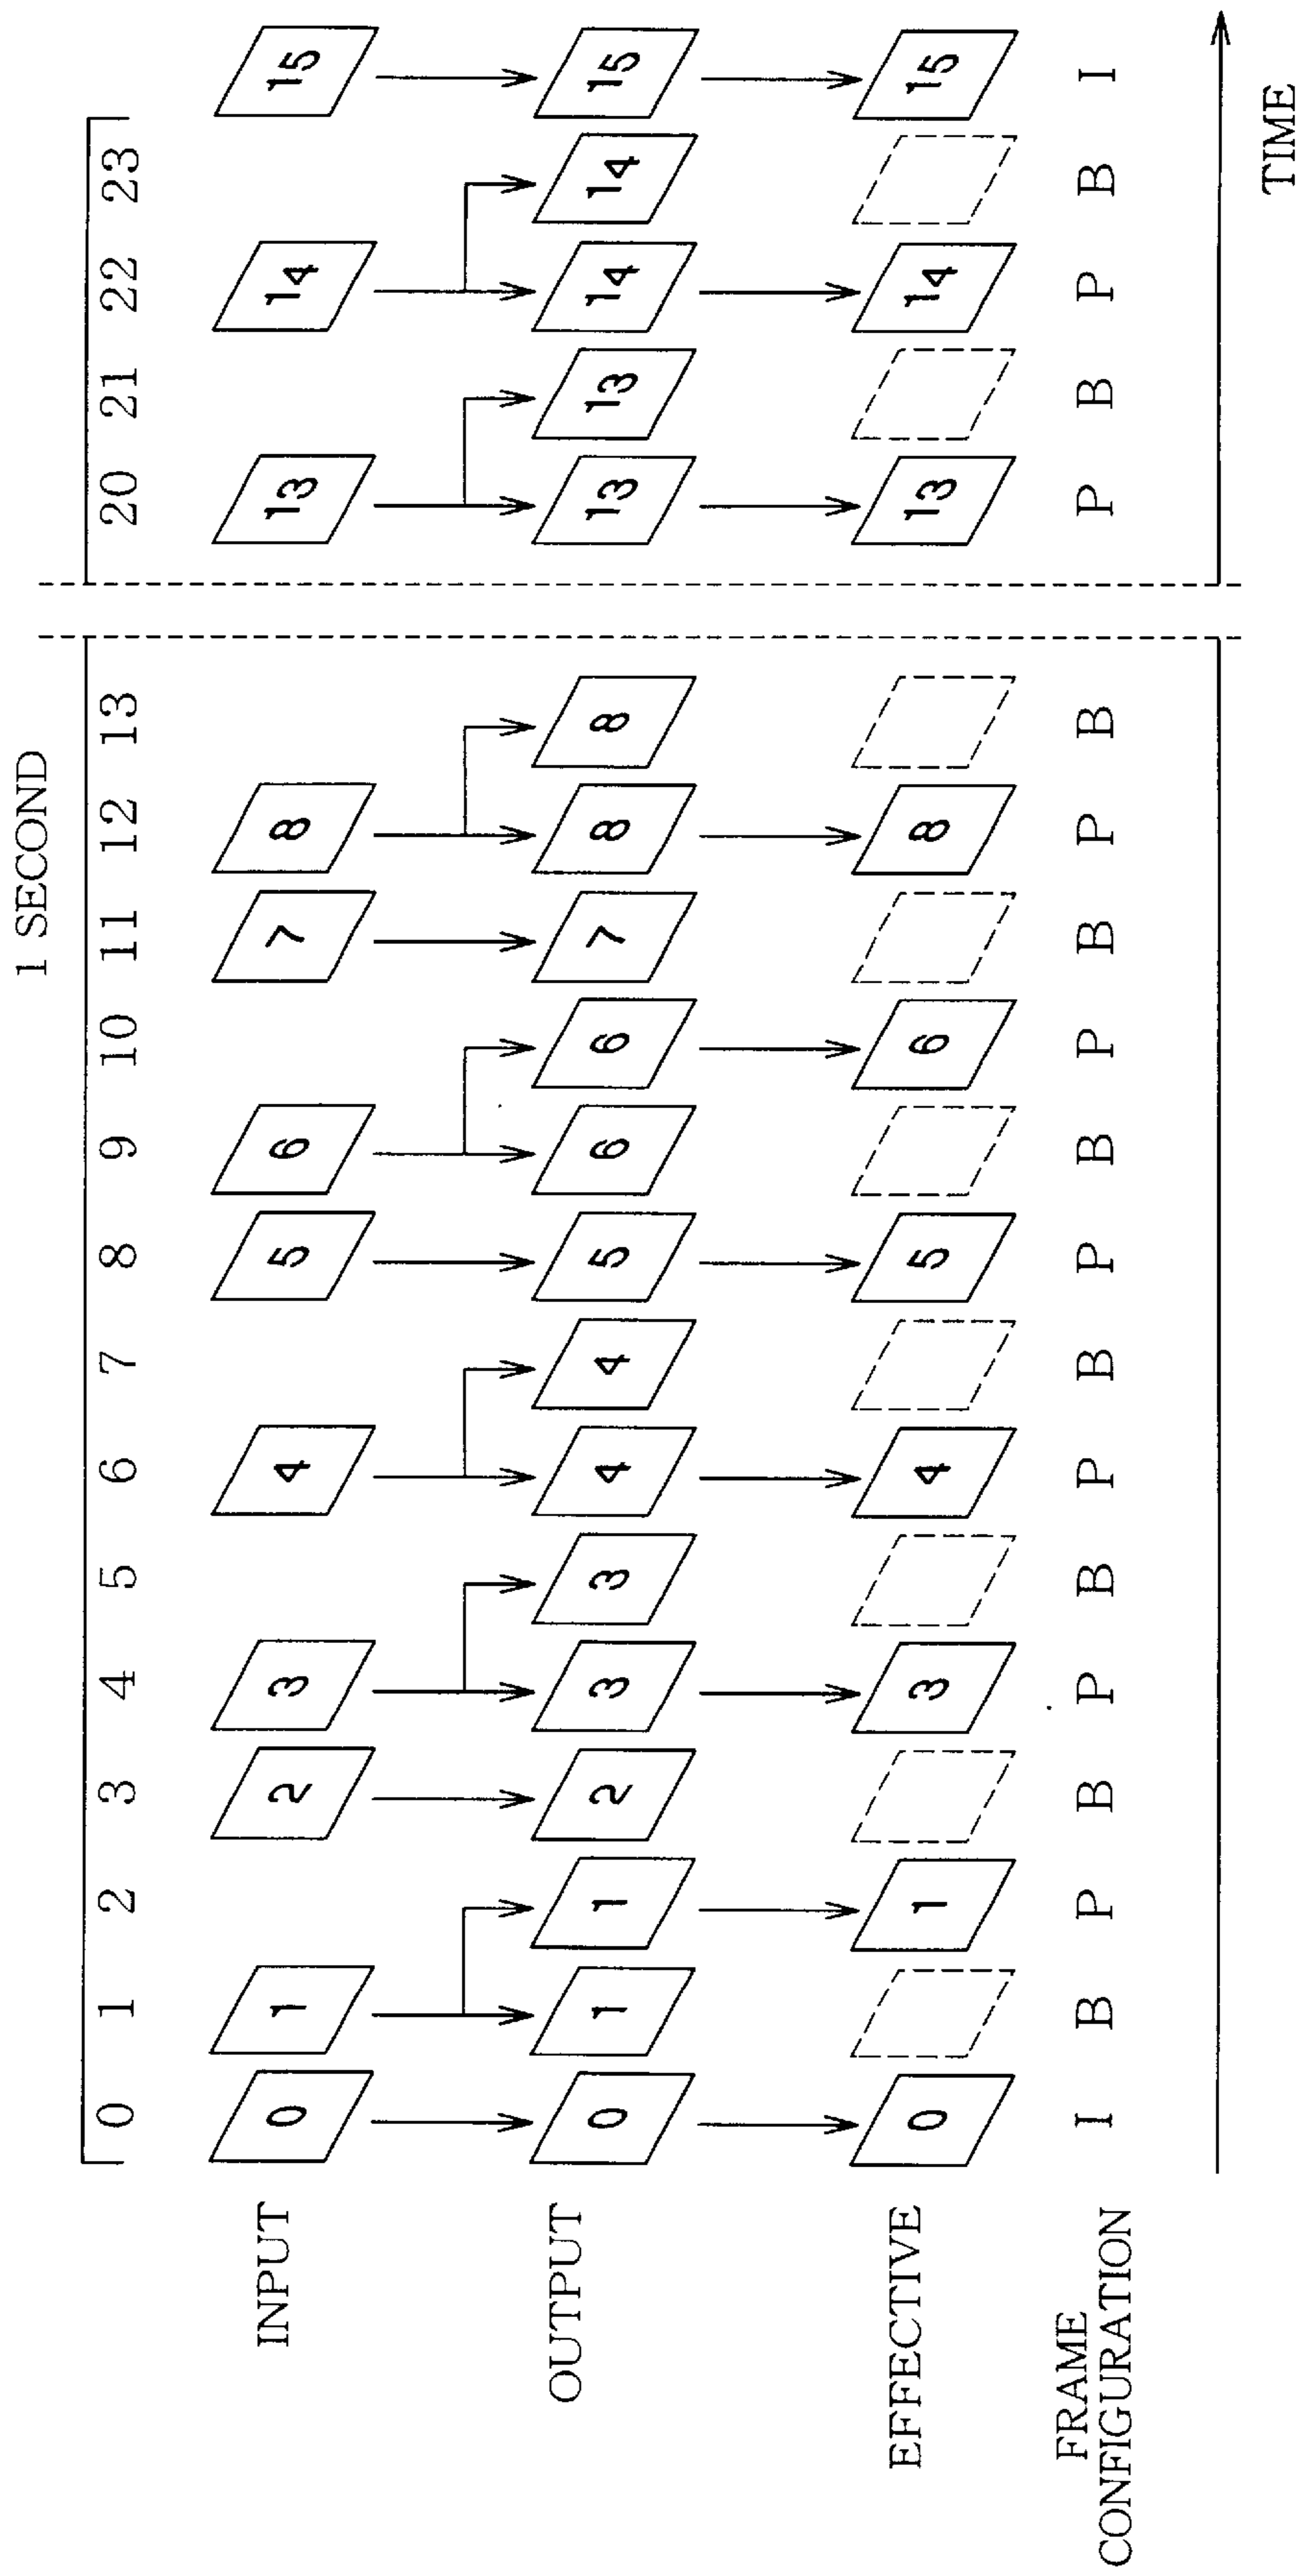 1 SECOND
0 1 2 3 4 5 6 7 8 9 10 11 12 13 20 21 22 23
INPUT 0 1 2 3 4 5 6 7 8 13 14 15
OUTPUT 0 1 1 2 3 3 4 4 5 6 6 7 8 8 13 13 14 14 15
EFFECTIVE 0 1 3 4 5 6 8 13 14 15
FRAME
CONFIGURATION I B P B P B P B P B P B P B P B P B I
TIME